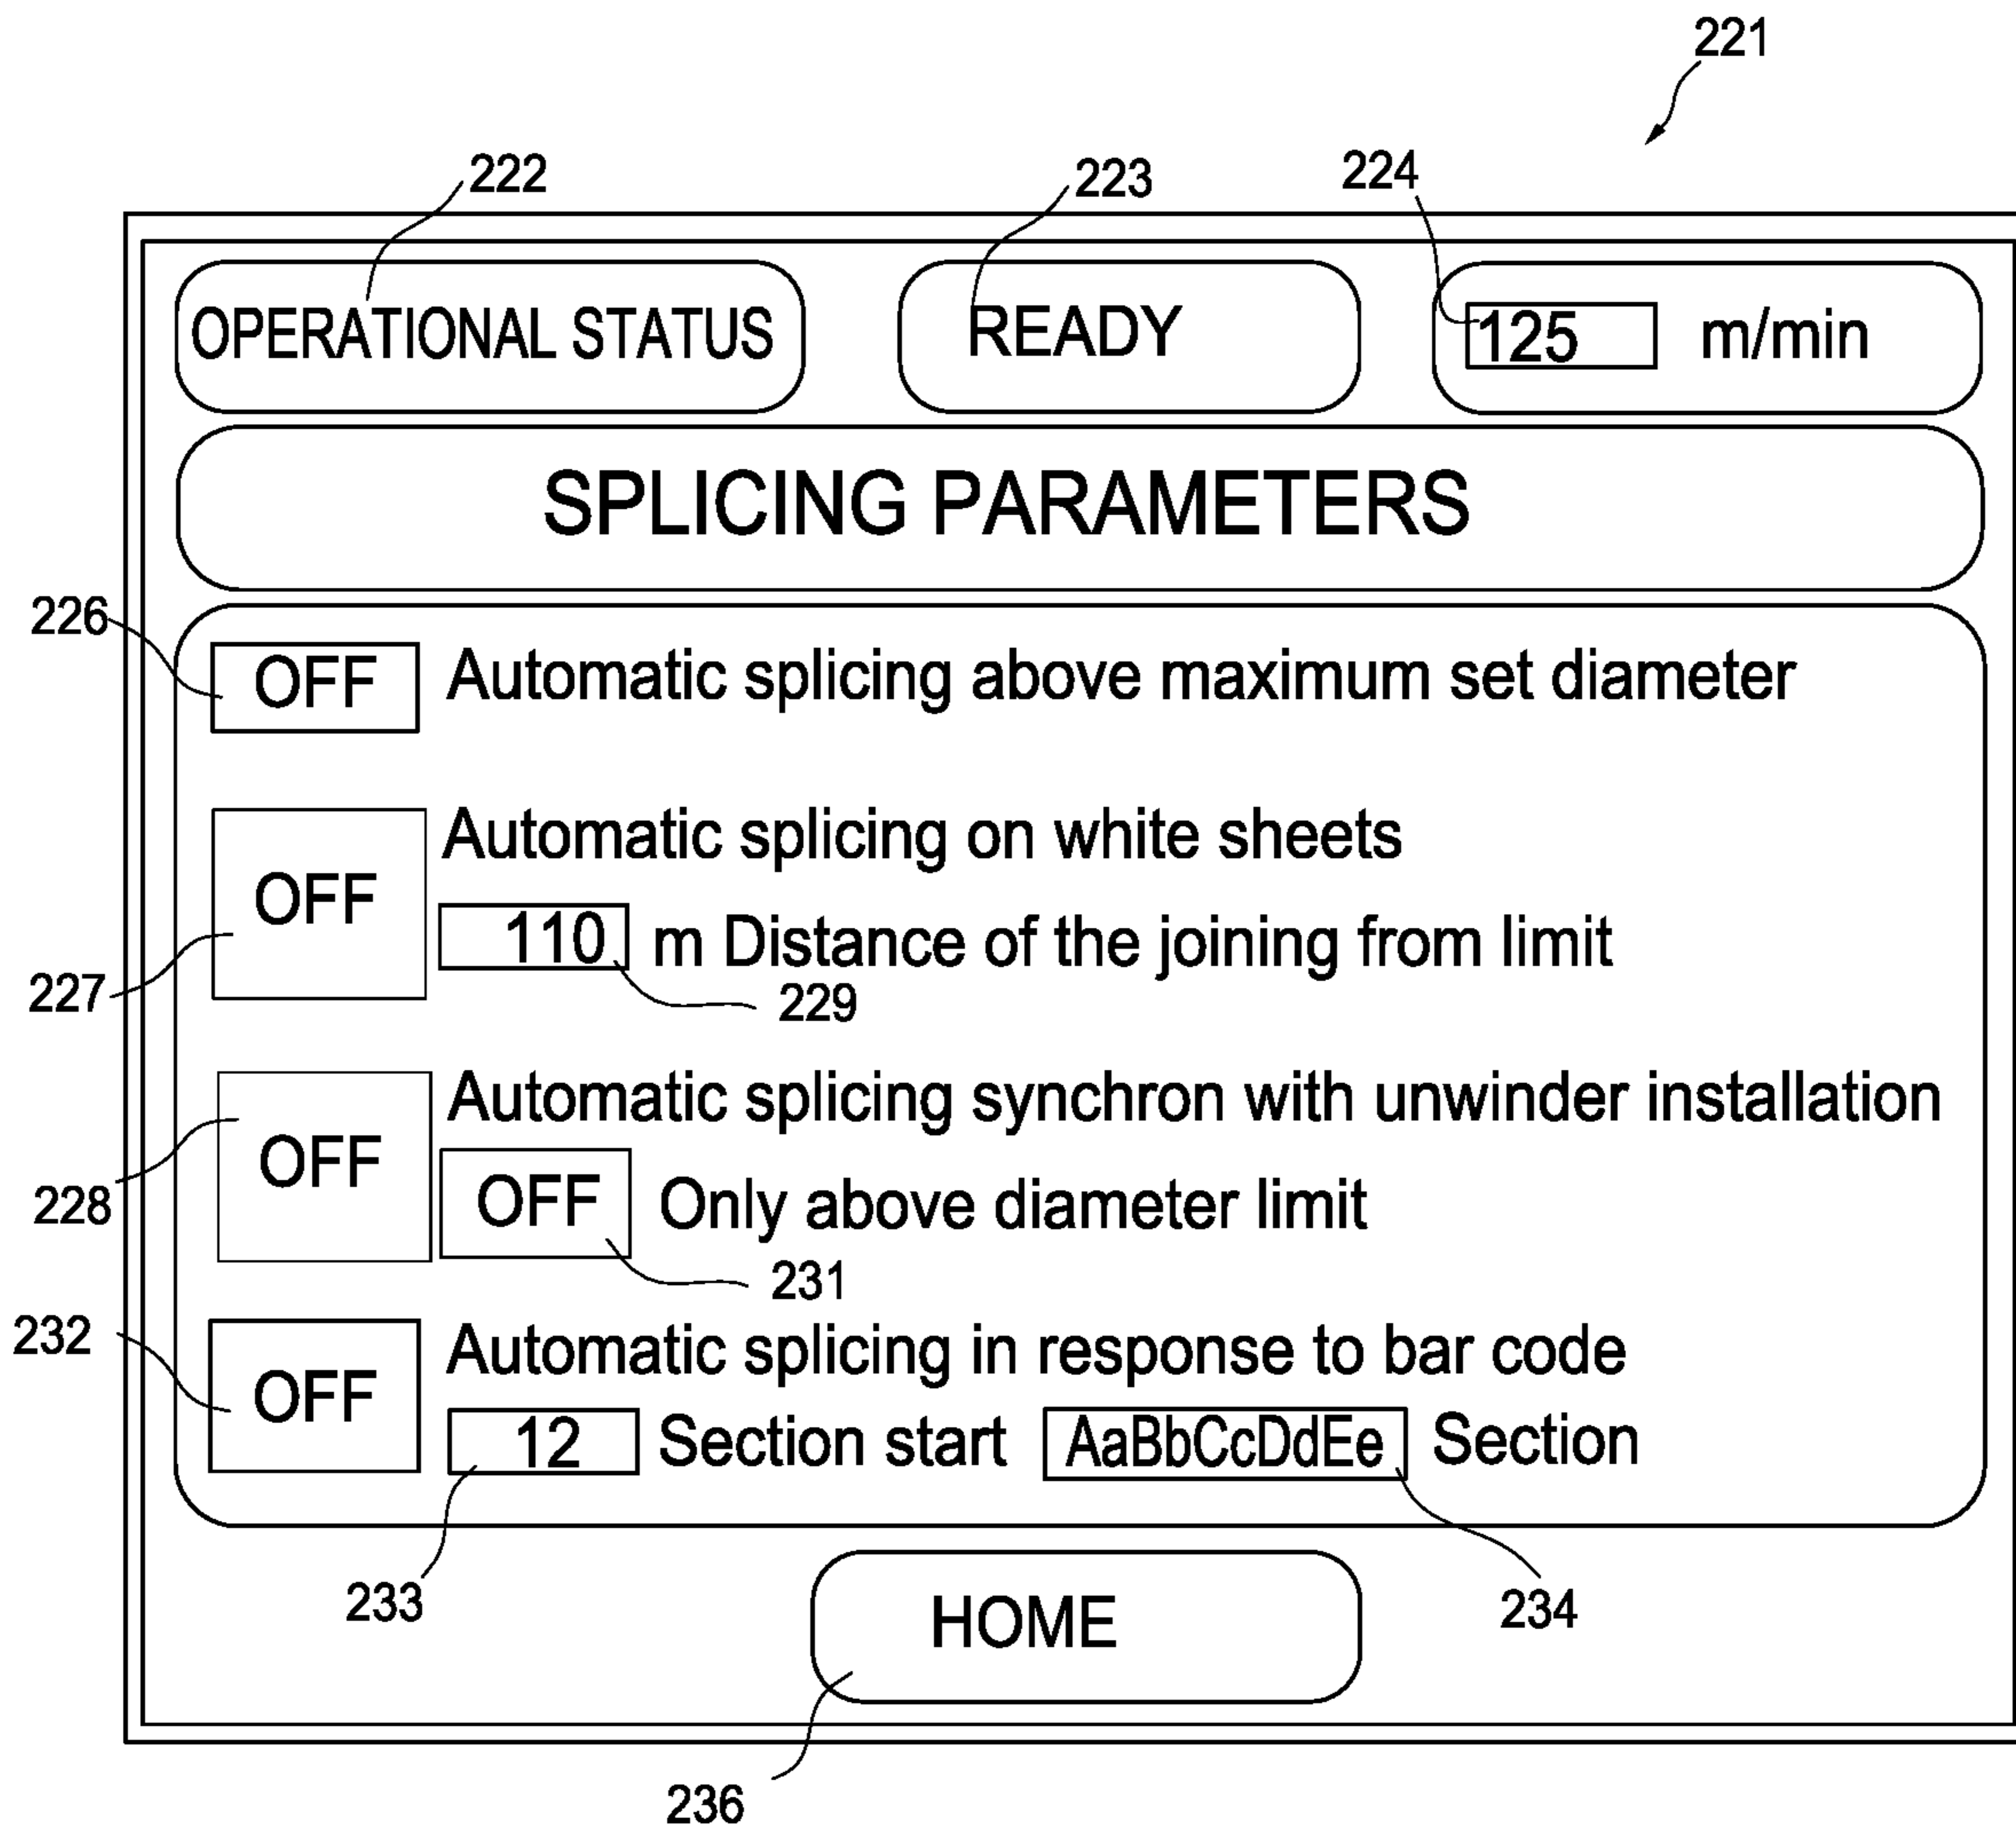 221
222 223 224
OPERATIONAL STATUS READY 125 m/min
SPLICING PARAMETERS
226
OFF Automatic splicing above maximum set diameter
Automatic splicing on white sheets
OFF
110 m Distance of the joining from limit
227 229
Automatic splicing synchron with unwinder installation
OFF
OFF Only above diameter limit
228
231
232
Automatic splicing in response to bar code
OFF
12 Section start AaBbCcDdEe Section
233 234
HOME
236